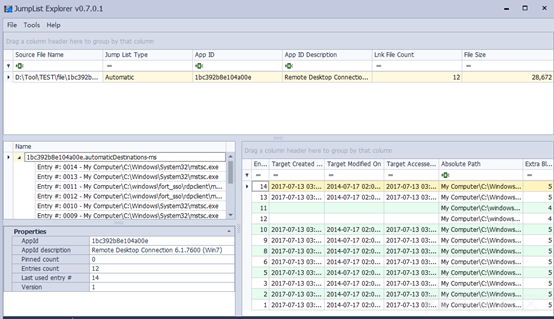 JumpList Explorer v0.7.0.1
File Tools Help
Drag a column header here to group by that column
Source File Name Jump List Type App ID App ID Description Lnk File Count File Size
D:\Tool\TEST\file\1bc392b... Automatic 1bc392b8e104a00e Remote Desktop Connectio... 12 28,672
Name
1bc392b8e104a00e.automaticDestinations-ms
Entry #: 0014 - My Computer\C:\Windows\System32\mstsc.exe
Entry #: 0013 - My Computer\C:\Windows\System32\mstsc.exe
Entry #: 0011 - My Computer\C:\windows\fort_sso\rdpclient\m...
Entry #: 0012 - My Computer\C:\windows\fort_sso\rdpclient\m...
Entry #: 0010 - My Computer\C:\Windows\System32\mstsc.exe
Entry #: 0009 - My Computer\C:\Windows\System32\mstsc.exe
Properties
AppId 1bc392b8e104a00e
AppId description Remote Desktop Connection 6.1.7600 (Win7)
Pinned count 0
Entries count 12
Last used entry # 14
Version 1
Drag a column header here to group by that column
En... Target Created ... Target Modified On Target Accesse... Absolute Path Extra Bl...
14 2017-07-13 03:... 2014-07-17 02:0... 2017-07-13 03:... My Computer\C:\Windows... 5
13 2017-07-13 03:... 2014-07-17 02:0... 2017-07-13 03:... My Computer\C:\Windows... 5
11 My Computer\C:\windows... 4
12 My Computer\C:\windows... 4
10 2017-07-13 03:... 2014-07-17 02:0... 2017-07-13 03:... My Computer\C:\Windows... 5
9 2017-07-13 03:... 2014-07-17 02:0... 2017-07-13 03:... My Computer\C:\Windows... 5
8 2017-07-13 03:... 2014-07-17 02:0... 2017-07-13 03:... My Computer\C:\Windows... 5
6 2017-07-13 03:... 2014-07-17 02:0... 2017-07-13 03:... My Computer\C:\Windows... 5
5 2017-07-13 03:... 2014-07-17 02:0... 2017-07-13 03:... My Computer\C:\Windows... 5
3 2017-07-13 03:... 2014-07-17 02:0... 2017-07-13 03:... My Computer\C:\Windows... 5
2 2017-07-13 03:... 2014-07-17 02:0... 2017-07-13 03:... My Computer\C:\Windows... 5
1 2017-07-13 03:... 2014-07-17 02:0... 2017-07-13 03:... My Computer\C:\Windows... 5